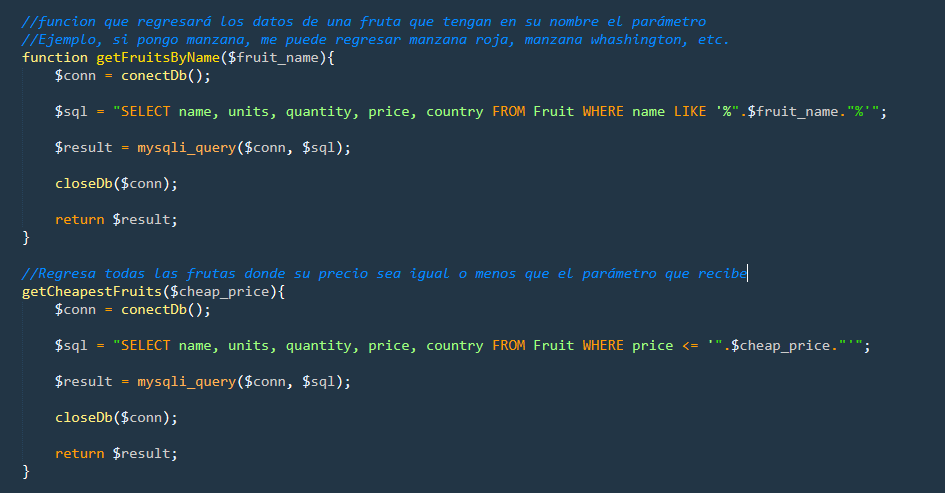 //funcion que regresará los datos de una fruta que tengan en su nombre el parámetro
//Ejemplo, si pongo manzana, me puede regresar manzana roja, manzana whashington, etc.
function getFruitsByName($fruit_name){
    $conn = conectDb();
    $sql = "SELECT name, units, quantity, price, country FROM Fruit WHERE name LIKE '%".$fruit_name."%'";
    $result = mysqli_query($conn, $sql);
    closeDb($conn);
    return $result;
}
//Regresa todas las frutas donde su precio sea igual o menos que el parámetro que recibe
getCheapestFruits($cheap_price){
    $conn = conectDb();
    $sql = "SELECT name, units, quantity, price, country FROM Fruit WHERE price <= '".$cheap_price."'";
    $result = mysqli_query($conn, $sql);
    closeDb($conn);
    return $result;
}